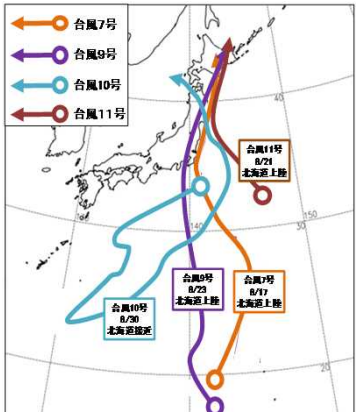 台風7号
台風9号
台風10号
台風11号
40
台風11号
8/21
北海道上陸
30
150
140
台風9号
8/23
北海道上陸
台風7号
8/17
北海道上陸
台風10号
8/30
北海道接近
20